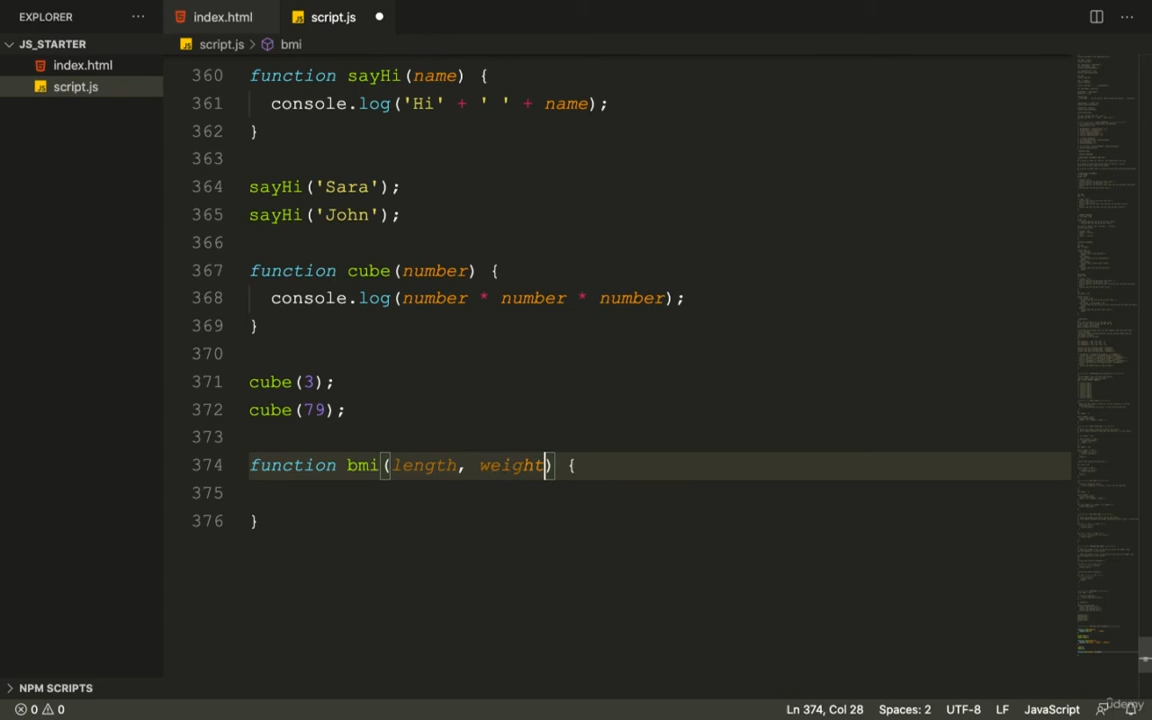 EXPLORER ··· index.html script.js ···
JS_STARTER script.js > bmi
index.html
script.js
360 function sayHi(name) {
361 console.log('Hi' + ' ' + name);
362 }
363
364 sayHi('Sara');
365 sayHi('John');
366
367 function cube(number) {
368 console.log(number * number * number);
369 }
370
371 cube(3);
372 cube(79);
373
374 function bmi(length, weight) {
375
376 }
NPM SCRIPTS
0 0 Ln 374, Col 28 Spaces: 2 UTF-8 LF JavaScript
Udemy